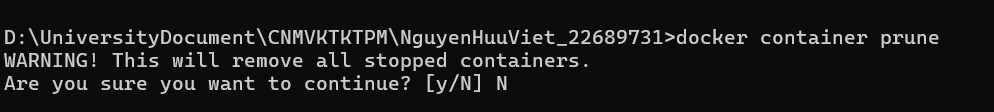 D:\UniversityDocument\CNMVKTKTPM\NguyenHuuViet_22689731>docker container prune
WARNING! This will remove all stopped containers.
Are you sure you want to continue? [y/N] N